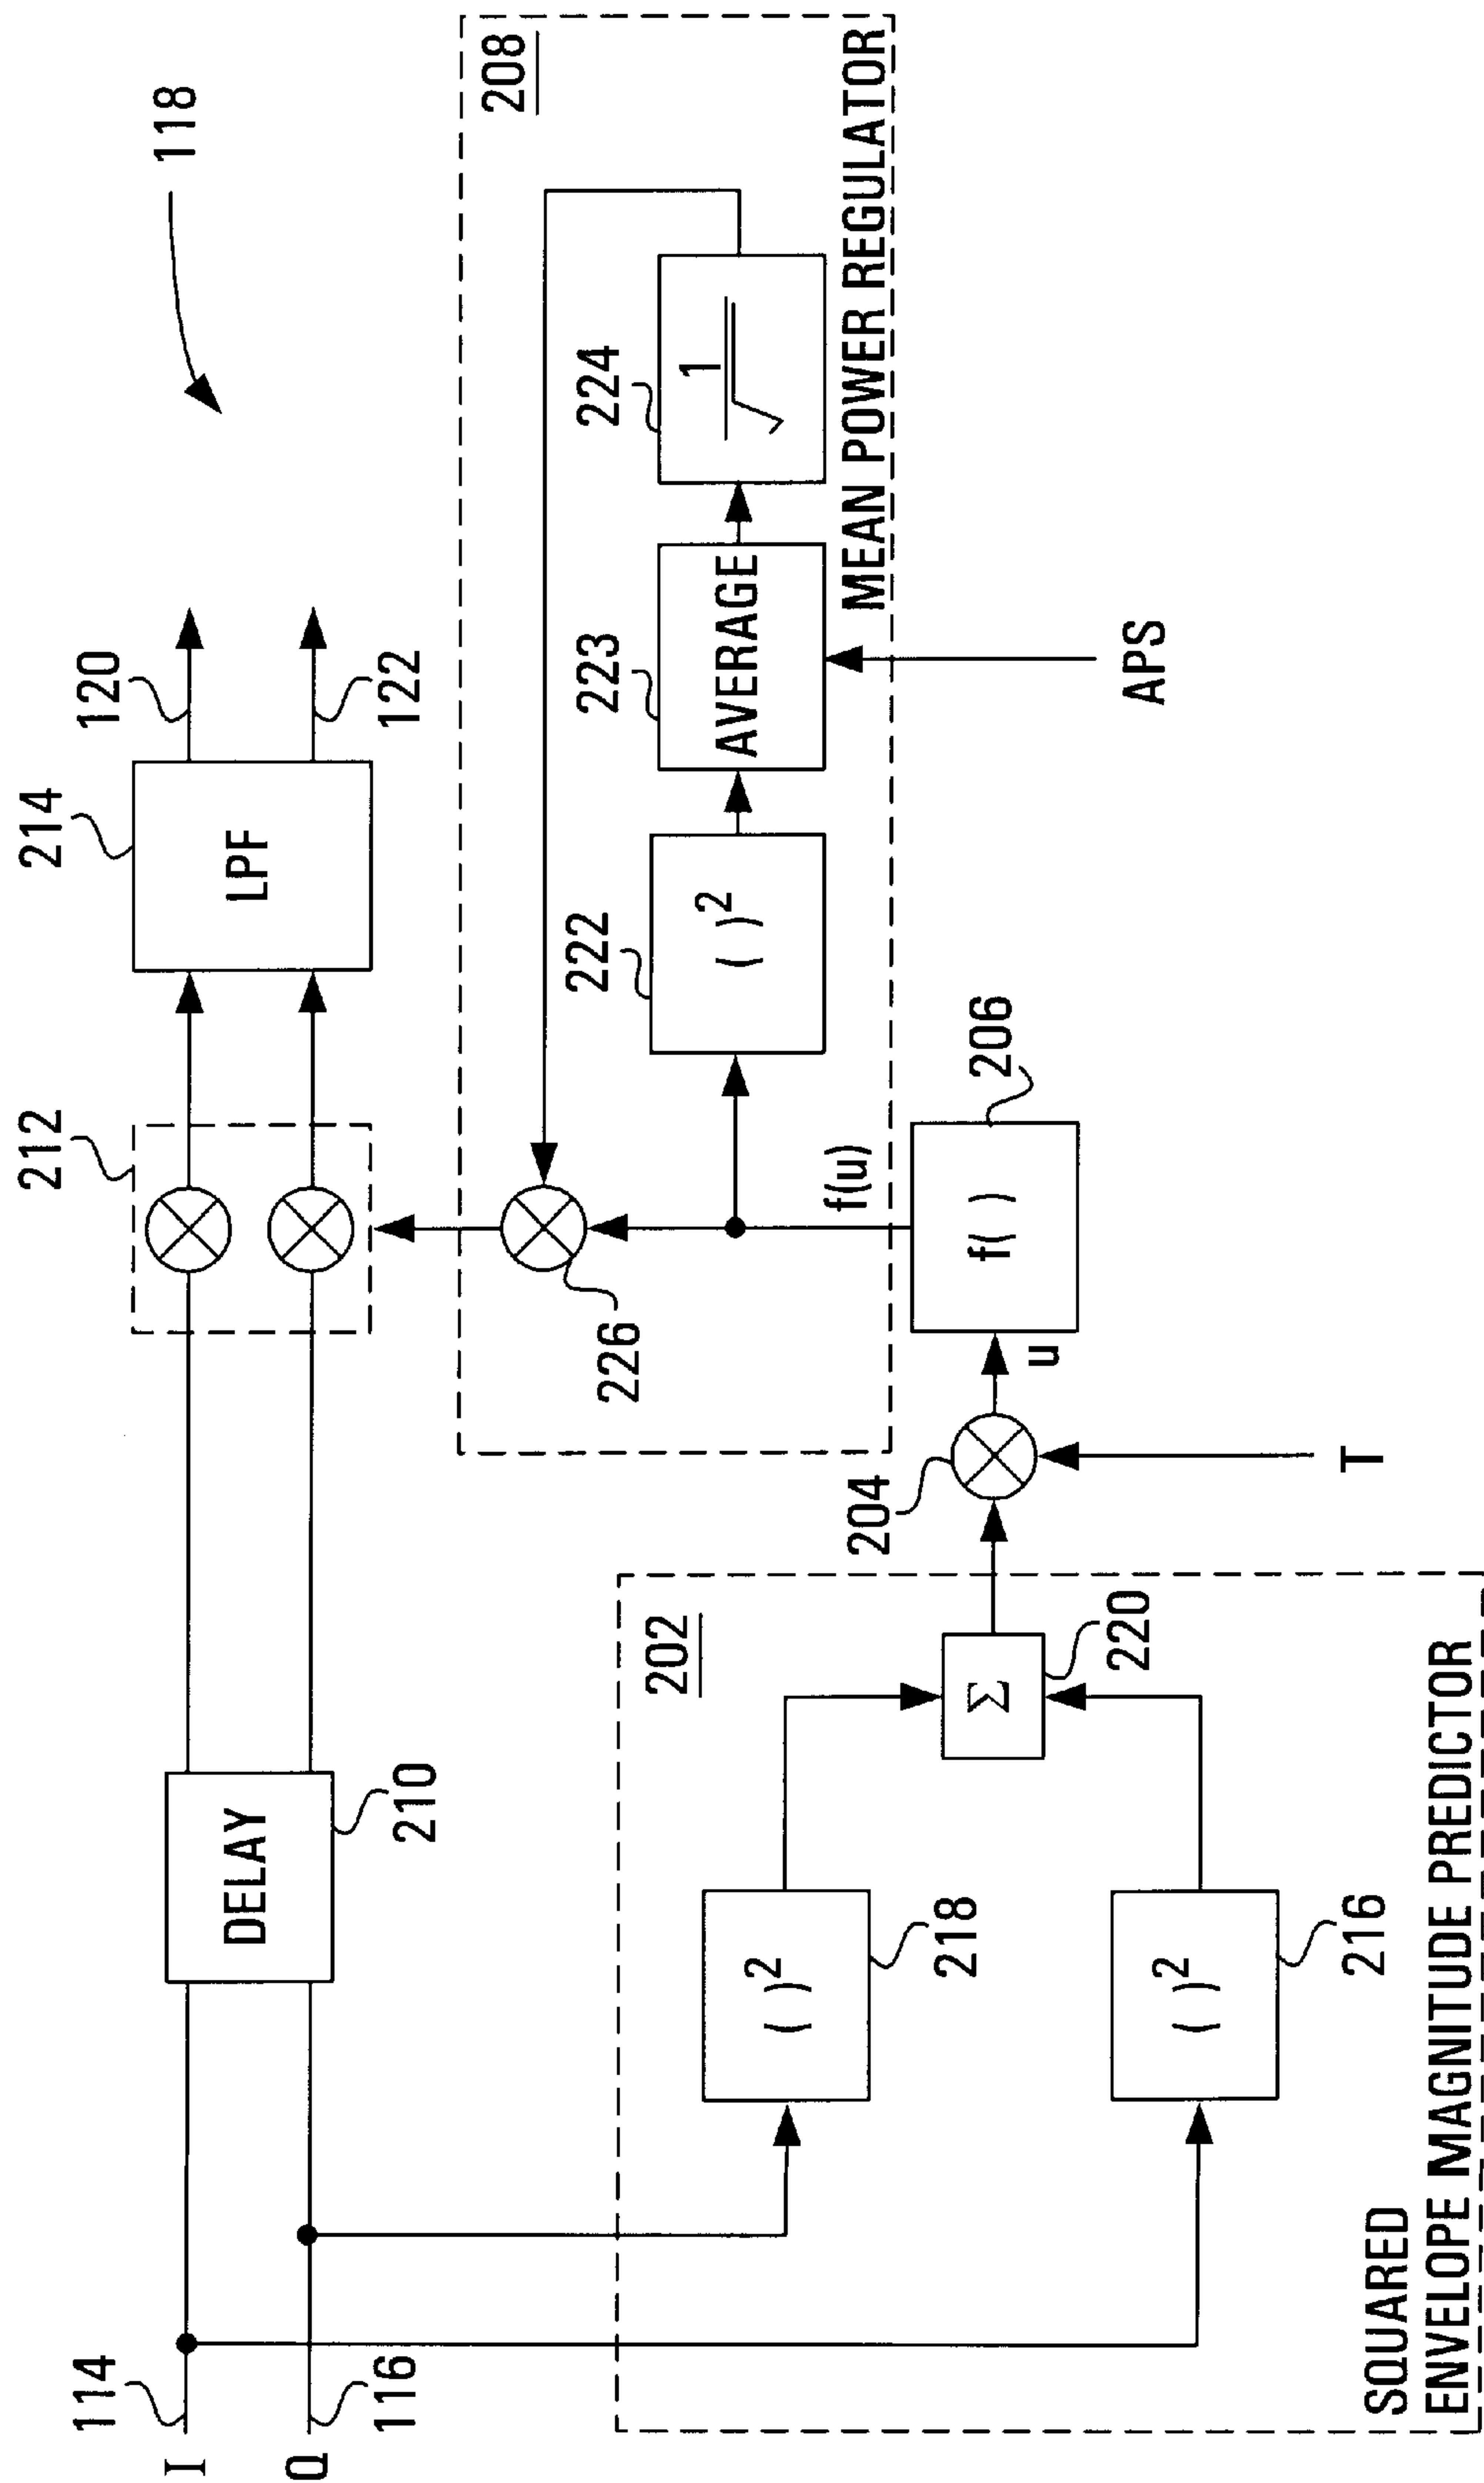 118
212
214
120
114
I
DELAY
LPF
Q
116
210
122
208
226
222
( )²
223
AVERAGE
224
1/√
f(u)
MEAN POWER REGULATOR
202
204
f( )
206
u
( )²
218
Σ
220
T
APS
( )²
216
SQUARED
ENVELOPE MAGNITUDE PREDICTOR